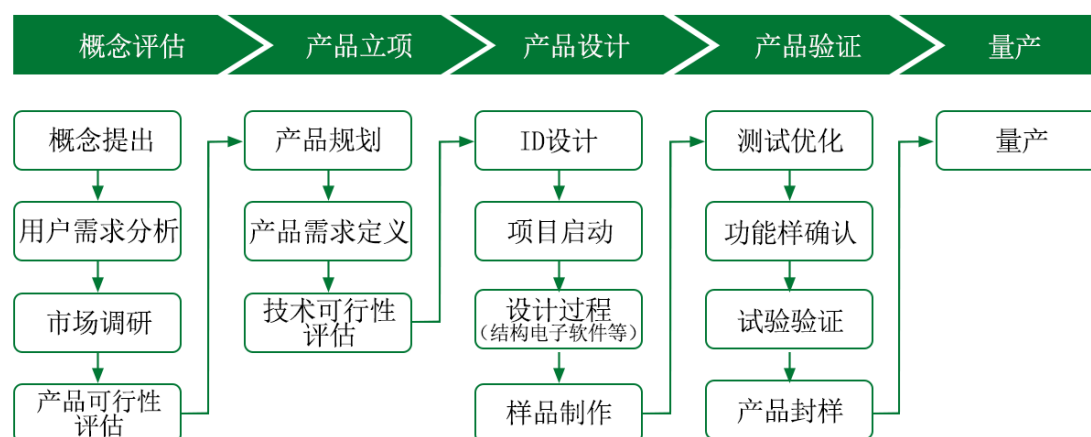 概念评估
产品立项
产品设计
产品验证
量产
概念提出
用户需求分析
市场调研
产品可行性
评估
产品规划
产品需求定义
技术可行性
评估
ID设计
项目启动
设计过程
（结构电子软件等）
样品制作
测试优化
功能样确认
试验验证
产品封样
量产